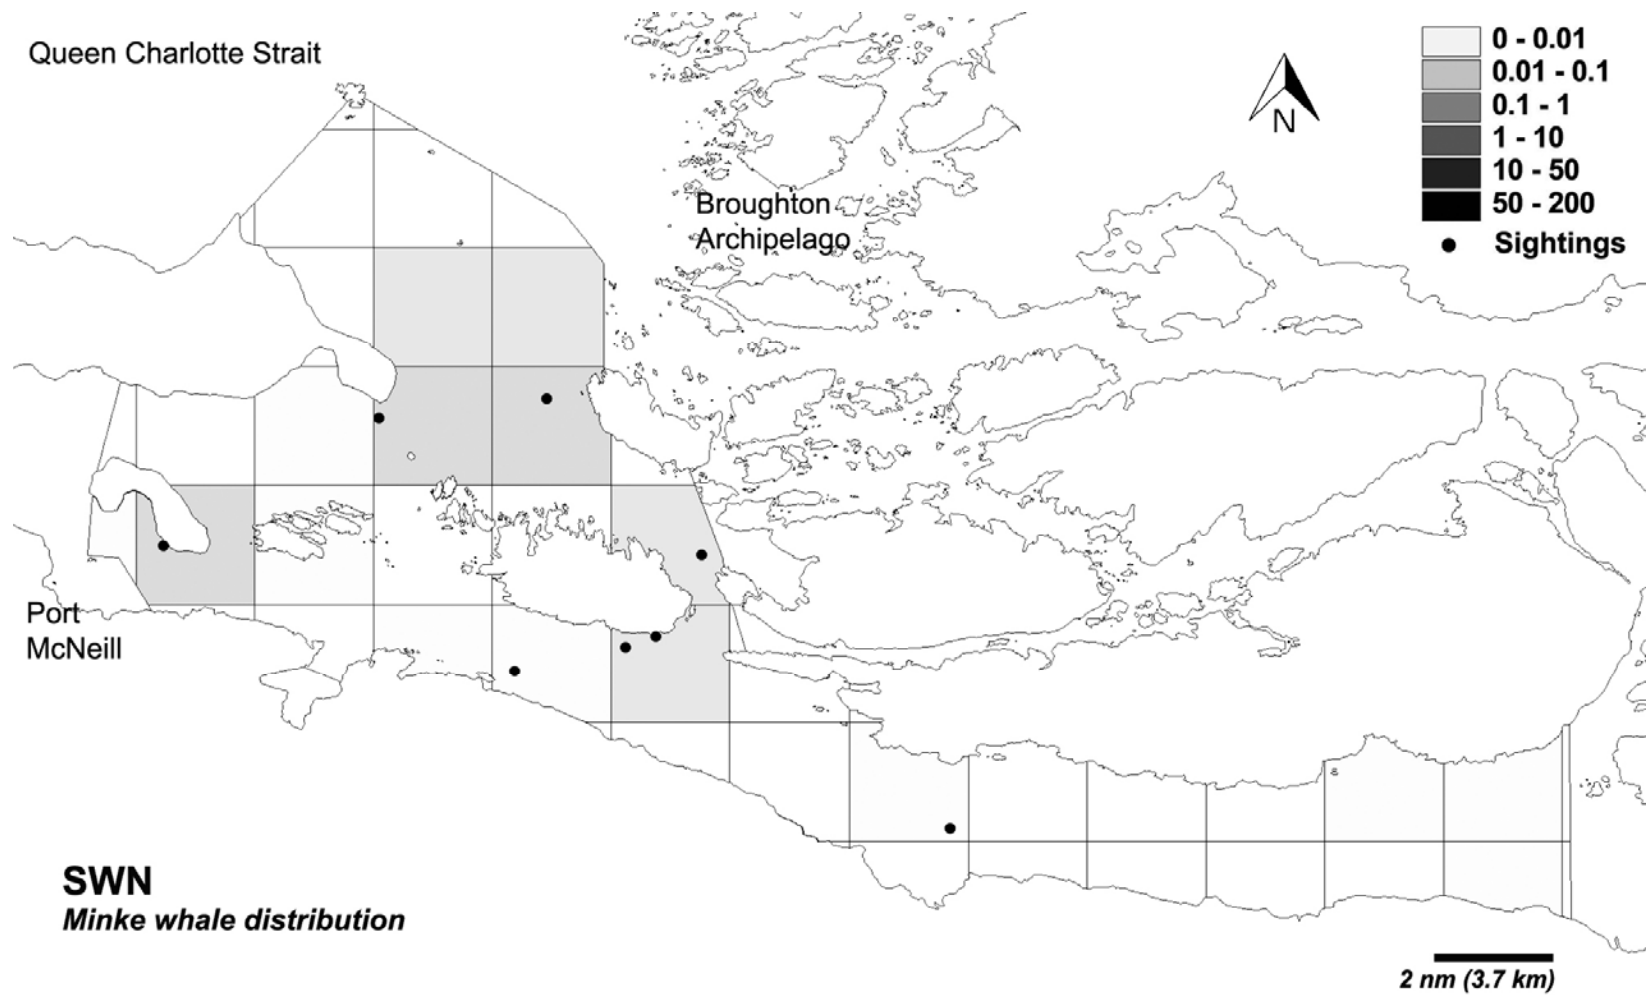 Queen Charlotte Strait
0 - 0.01
0.01 - 0.1
0.1 - 1
1 - 10
10 - 50
50 - 200
Sightings
N
Broughton
Archipelago
Port
McNeill
SWN
Minke whale distribution
2 nm (3.7 km)